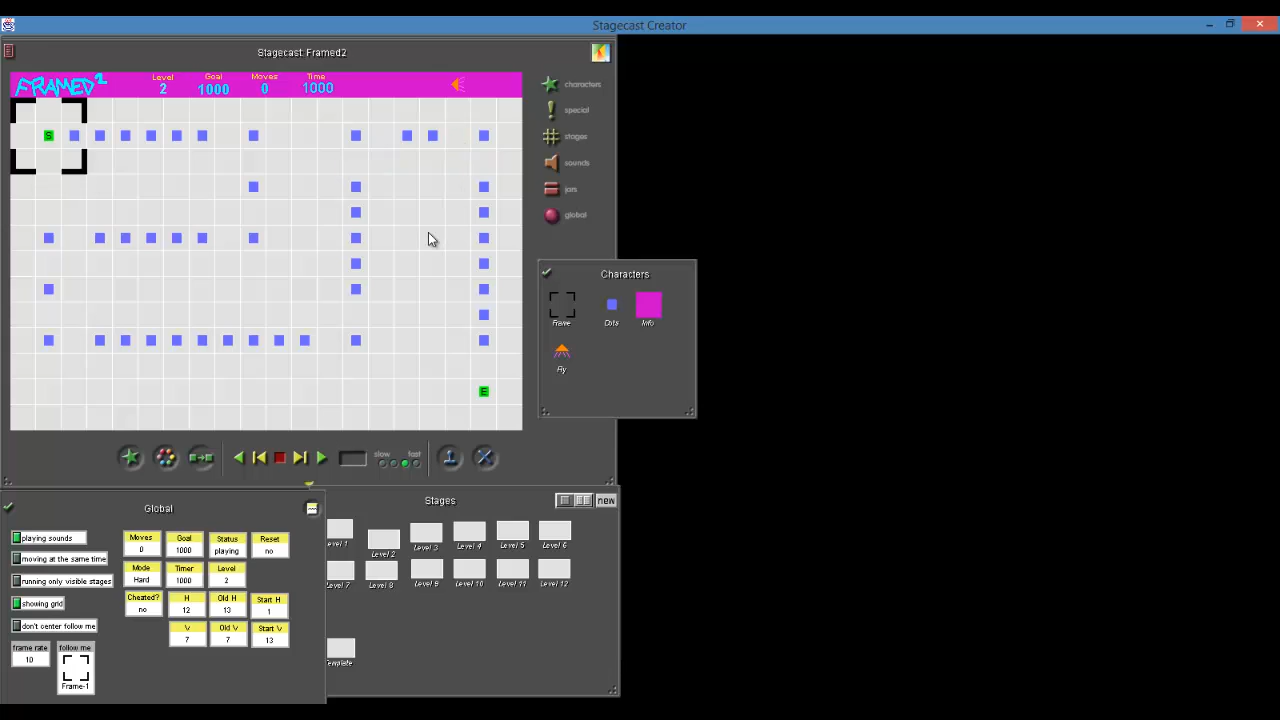 Stagecast Creator
Stagecast: Framed2
FRAMED²
Level Goal Moves Time
2 1000 0 1000
characters
special
stages
sounds
jars
global
S
E
Characters
Frame Dots Info
Fly
slow fast
Global
playing sounds
moving at the same time
running only visible stages
showing grid
don't center follow me
frame rate
10
follow me
Frame-1
Moves Goal Status Reset
0 1000 playing no
Mode Timer Level
Hard 1000 2
Cheated? H Old H Start H
no 12 13 1
V Old V Start V
7 7 13
Stages
new
evel 1 Level 2 Level 3 Level 4 Level 5 Level 6
evel 7 Level 8 Level 9 Level 10 Level 11 Level 12
Template